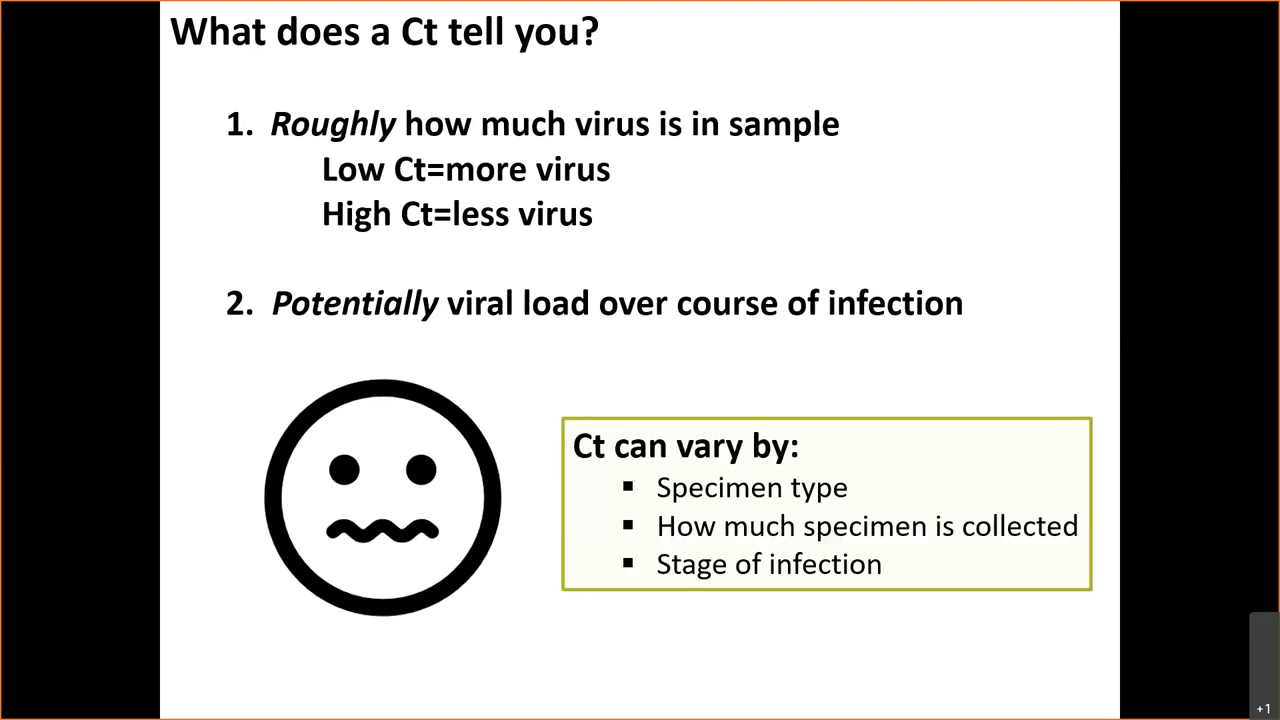 What does a Ct tell you?
1. Roughly how much virus is in sample
Low Ct=more virus
High Ct=less virus
2. Potentially viral load over course of infection
Ct can vary by:
▪ Specimen type
▪ How much specimen is collected
▪ Stage of infection
+1